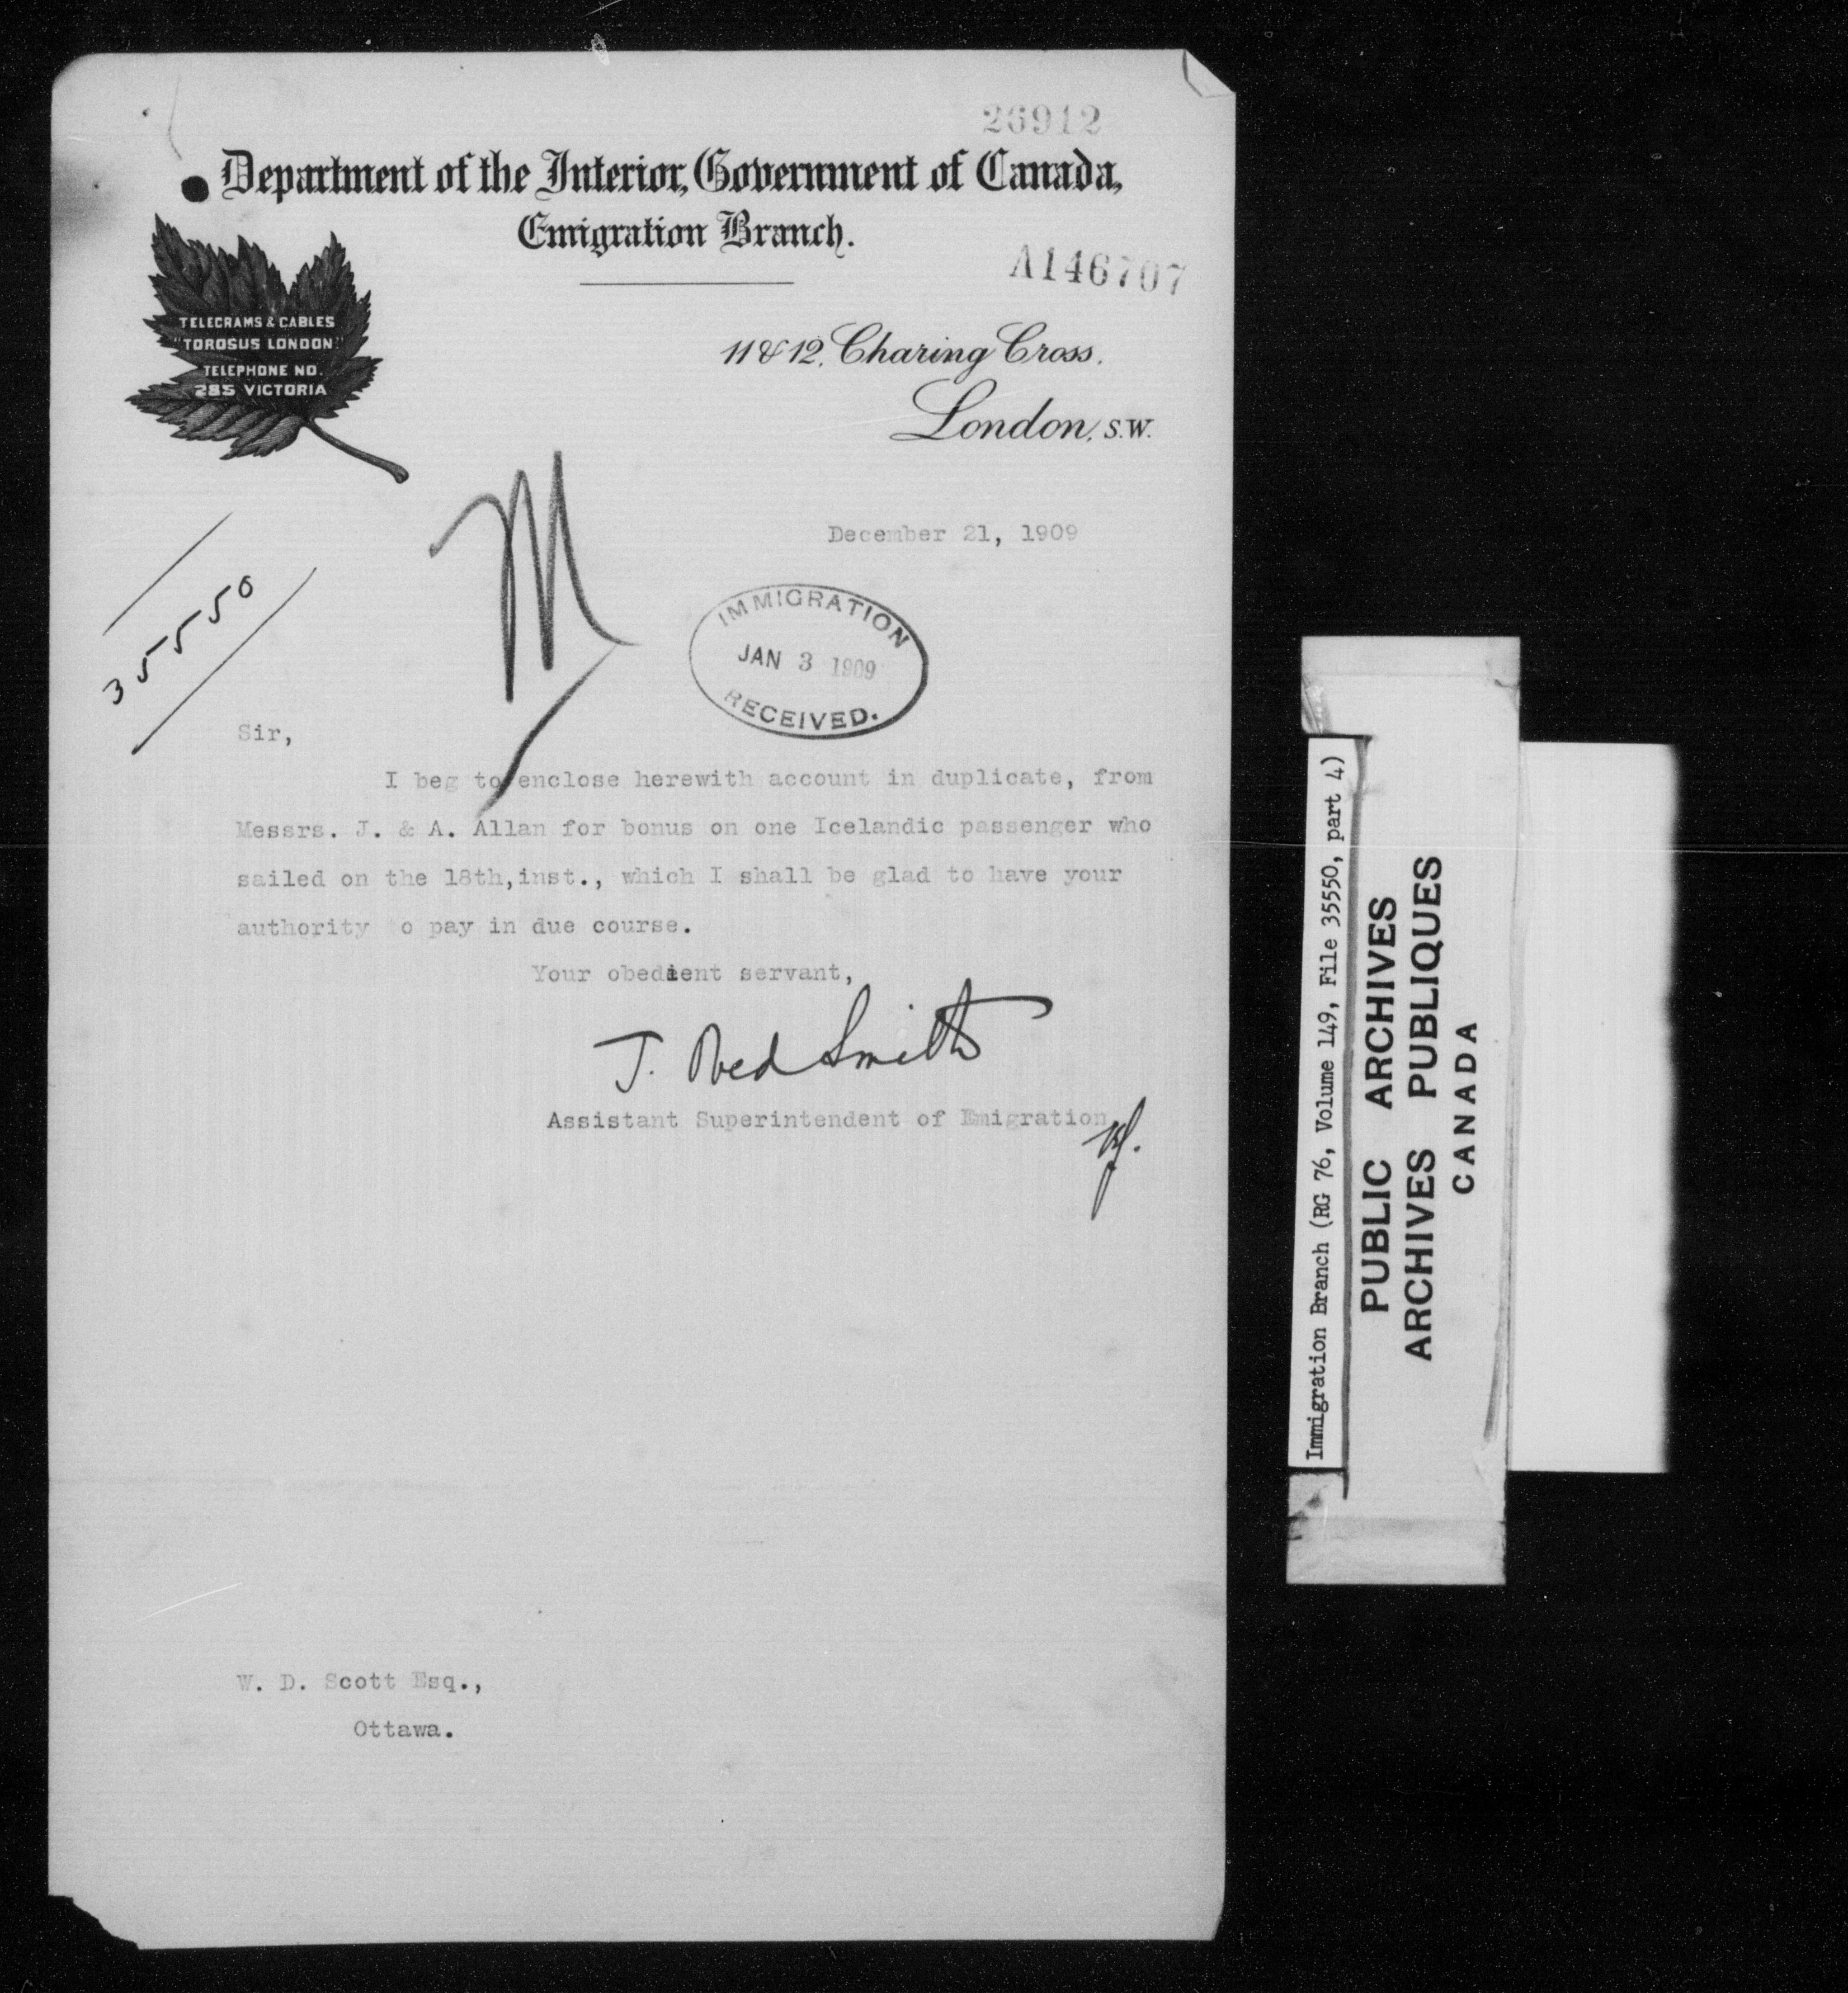 26912
Department of the Interior, Government of Canada,
Emigration Branch.
A146707
TELEGRAMS & CABLES
"TOROSUS LONDON."
TELEPHONE NO.
285 VICTORIA
11 & 12, Charing Cross,
London, S.W.
December 21, 1909
35550
M
IMMIGRATION
JAN 3 1909
RECEIVED.
Sir,
I beg to enclose herewith account in duplicate, from
Messrs. J. & A. Allan for bonus on one Icelandic passenger who
sailed on the 18th,inst., which I shall be glad to have your
authority to pay in due course.
Your obedient servant,
J. Obed Smith
Assistant Superintendent of Emigration
W. D. Scott Esq.,
Ottawa.
Immigration Branch (RG 76, Volume 149, File 35550, part 4)
PUBLIC ARCHIVES
ARCHIVES PUBLIQUES
CANADA